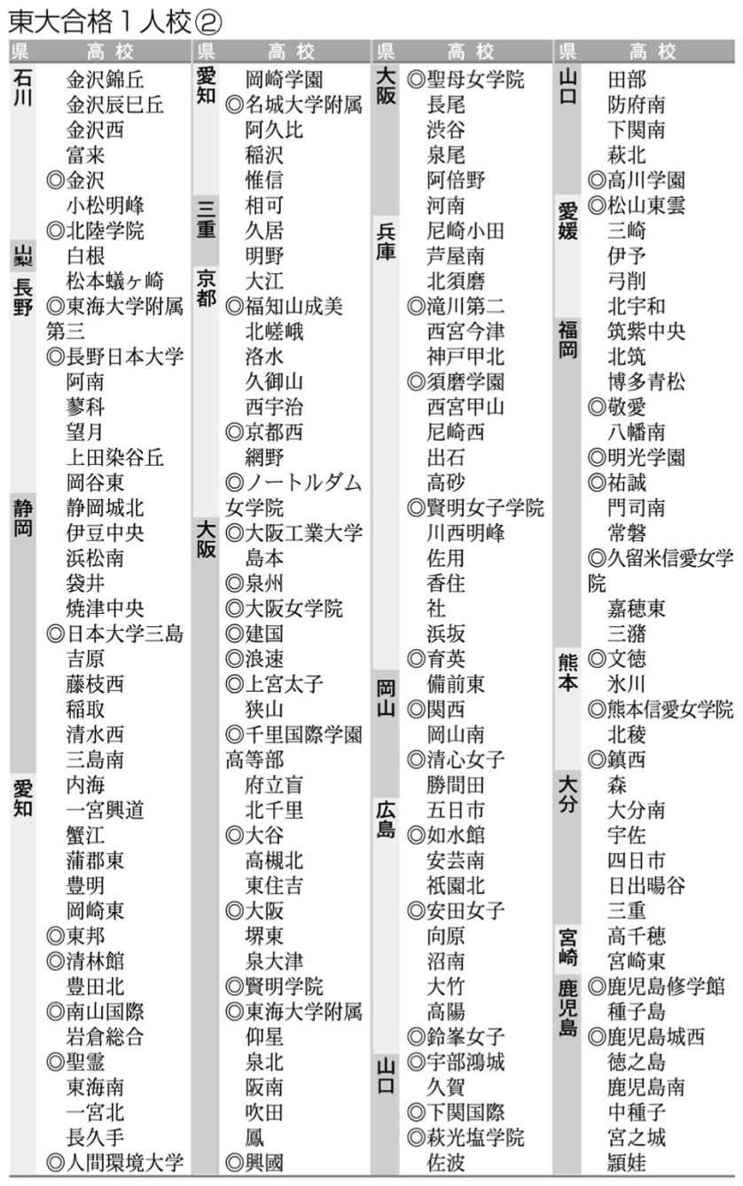 東大合格１人校②
県 高校 県 高校 県 高校 県 高校
石川
金沢錦丘
金沢辰巳丘
金沢西
富来
◎金沢
小松明峰
◎北陸学院
山梨
白根
長野
松本蟻ヶ崎
◎東海大学附属
第三
◎長野日本大学
阿南
蓼科
望月
上田染谷丘
岡谷東
静岡
静岡城北
伊豆中央
浜松南
袋井
焼津中央
◎日本大学三島
吉原
藤枝西
稲取
清水西
三島南
愛知
内海
一宮興道
蟹江
蒲郡東
豊明
岡崎東
◎東邦
◎清林館
豊田北
◎南山国際
岩倉総合
◎聖霊
東海南
一宮北
長久手
◎人間環境大学
愛知
岡崎学園
◎名城大学附属
阿久比
稲沢
惟信
三重
相可
久居
明野
京都
大江
◎福知山成美
北嵯峨
洛水
久御山
西宇治
◎京都西
網野
◎ノートルダム
女学院
大阪
◎大阪工業大学
島本
◎泉州
◎大阪女学院
◎建国
◎浪速
◎上宮太子
狭山
◎千里国際学園
高等部
府立盲
北千里
◎大谷
高槻北
東住吉
◎大阪
堺東
泉大津
◎賢明学院
◎東海大学附属
仰星
泉北
阪南
吹田
鳳
◎興國
大阪
◎聖母女学院
長尾
渋谷
泉尾
阿倍野
河南
兵庫
尼崎小田
芦屋南
北須磨
◎滝川第二
西宮今津
神戸甲北
◎須磨学園
西宮甲山
尼崎西
出石
高砂
◎賢明女子学院
川西明峰
佐用
香住
社
浜坂
◎育英
岡山
備前東
◎関西
岡山南
◎清心女子
勝間田
広島
五日市
◎如水館
安芸南
祇園北
◎安田女子
向原
沼南
大竹
高陽
◎鈴峯女子
山口
◎宇部鴻城
久賀
◎下関国際
◎萩光塩学院
佐波
山口
田部
防府南
下関南
萩北
◎高川学園
愛媛
◎松山東雲
三崎
伊予
弓削
北宇和
福岡
筑紫中央
北筑
博多青松
◎敬愛
八幡南
◎明光学園
◎祐誠
門司南
常磐
◎久留米信愛女学
院
嘉穂東
三潴
熊本
◎文徳
氷川
◎熊本信愛女学院
北稜
◎鎮西
大分
森
大分南
宇佐
四日市
日出暘谷
三重
宮崎
高千穂
宮崎東
鹿児島
◎鹿児島修学館
種子島
◎鹿児島城西
徳之島
鹿児島南
中種子
宮之城
頴娃